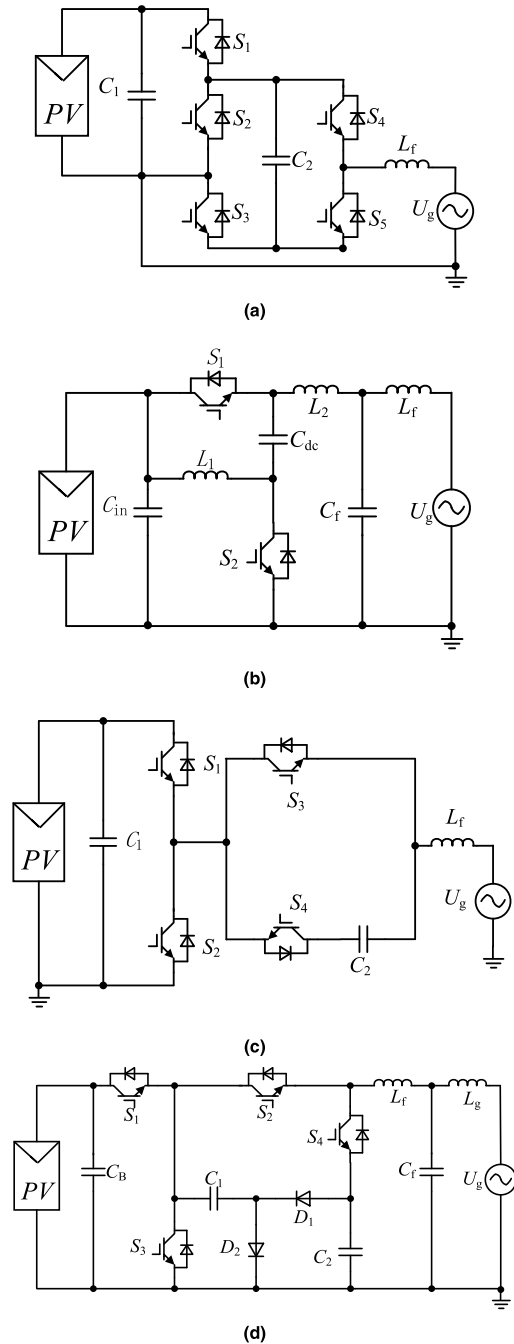 S1
C1
PV
S2
S4
C2
Lf
S3
S5
Ug
(a)
S1
L2
Lf
Cdc
L1
PV
Cin
Cf
Ug
S2
(b)
S1
S3
Lf
PV
C1
S4
Ug
S2
C2
(c)
S1
S2
Lf
Lg
S4
PV
CB
C1
Cf
Ug
D1
S3
D2
C2
(d)